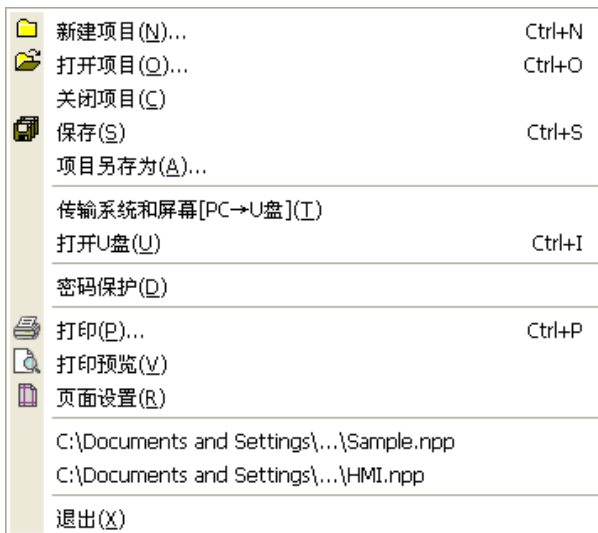 新建项目(N)... Ctrl+N
打开项目(O)... Ctrl+O
关闭项目(C)
保存(S) Ctrl+S
项目另存为(A)...
传输系统和屏幕[PC→U盘](T)
打开U盘(U) Ctrl+I
密码保护(D)
打印(P)... Ctrl+P
打印预览(V)
页面设置(R)
C:\Documents and Settings\...\Sample.npp
C:\Documents and Settings\...\HMI.npp
退出(X)